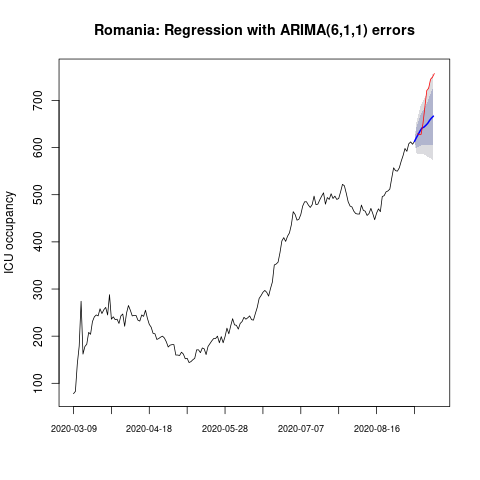 Romania: Regression with ARIMA(6,1,1) errors
ICU occupancy
700
600
500
400
300
200
100
2020-03-09 2020-04-18 2020-05-28 2020-07-07 2020-08-16